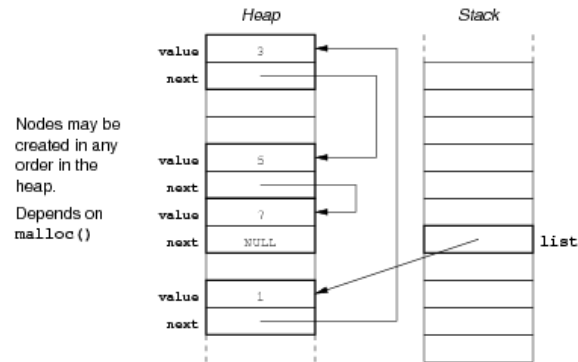 Heap
Stack
value 3
next
Nodes may be
created in any
order in the
heap.
Depends on
malloc()
value 5
next
value 7
next NULL
list
value 1
next